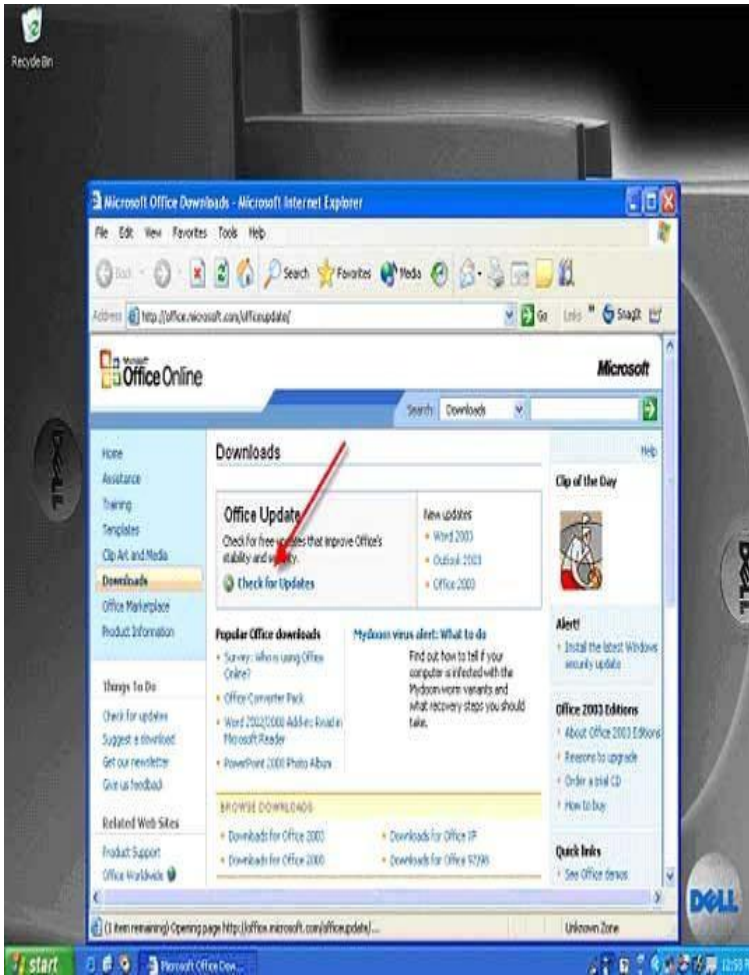 Recycle Bin
DELL
Microsoft Office Downloads - Microsoft Internet Explorer
File Edit View Favorites Tools Help
Back Search Favorites Media
Address http://office.microsoft.com/officeupdate/ Go Links » SnagIt
Microsoft
Office Online
Microsoft
Search: Downloads
Home
Assistance
Training
Templates
Clip Art and Media
Downloads
Office Marketplace
Product Information
Things To Do
Check for updates
Suggest a download
Get our newsletter
Give us feedback
Related Web Sites
Product Support
Office Worldwide
Downloads
Office Update
Check for free updates that improve Office's
stability and security.
Check for Updates
New updates
Word 2003
Outlook 2003
Office 2003
Popular Office downloads
Survey: Who is using Office
Online?
Office Converter Pack
Word 2002/2000 Add-in: Read in
Microsoft Reader
PowerPoint 2000 Photo Album
Mydoom virus alert: What to do
Find out how to tell if your
computer is infected with the
Mydoom worm variants and
what recovery steps you should
take.
BROWSE DOWNLOADS
Downloads for Office 2003
Downloads for Office XP
Downloads for Office 2000
Downloads for Office 97/98
Help
Clip of the Day
Alert!
Install the latest Windows
security update
Office 2003 Editions
About Office 2003 Editions
Reasons to upgrade
Order a trial CD
How to buy
Quick links
See Office demos
(1 item remaining) Opening page http://office.microsoft.com/officeupdate/...
Unknown Zone
DELL
DELL
start
Microsoft Office Dow...
12:58 P